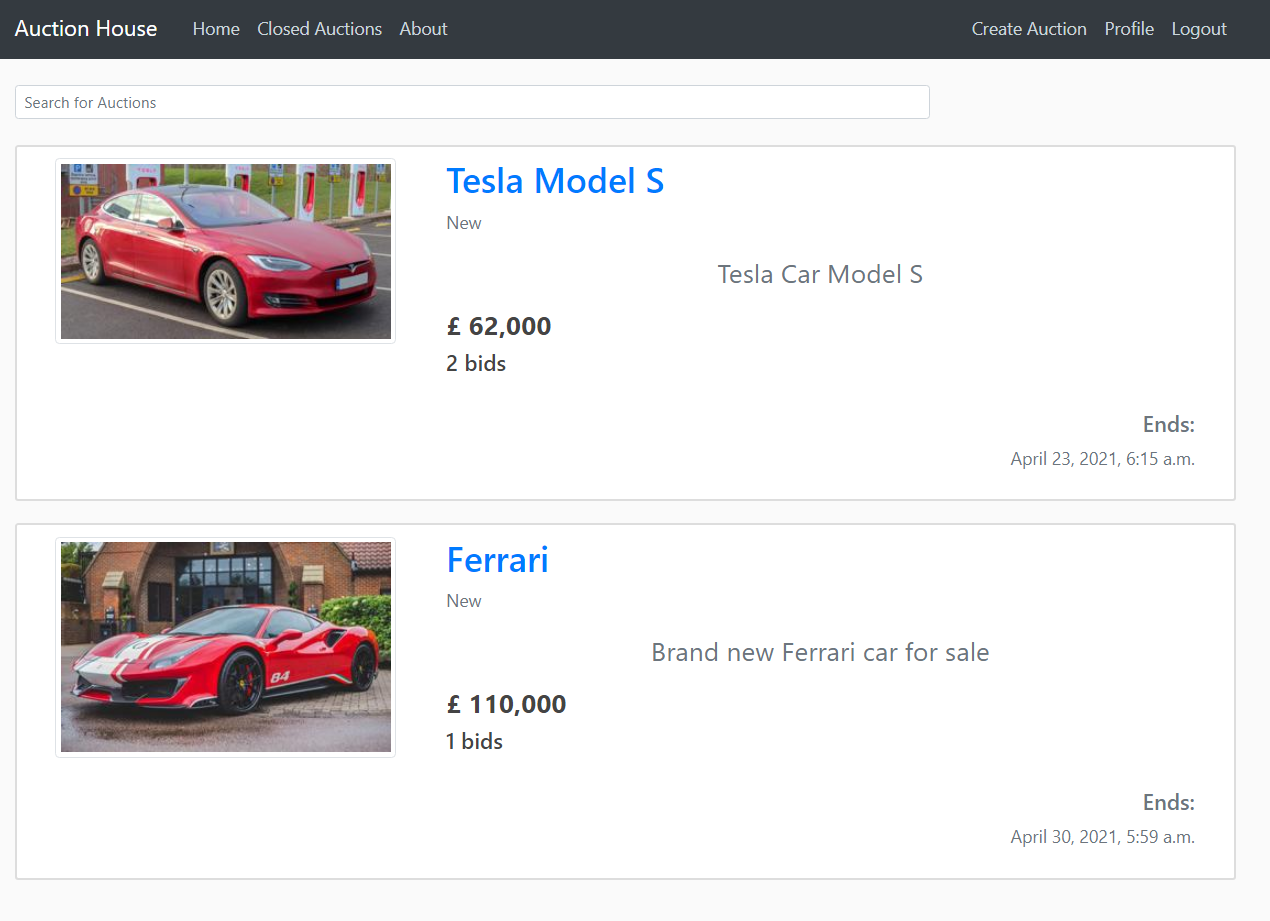 Auction House Home Closed Auctions About Create Auction Profile Logout
Search for Auctions
Tesla Model S
New
Tesla Car Model S
£ 62,000
2 bids
Ends:
April 23, 2021, 6:15 a.m.
Ferrari
New
Brand new Ferrari car for sale
£ 110,000
1 bids
Ends:
April 30, 2021, 5:59 a.m.
84